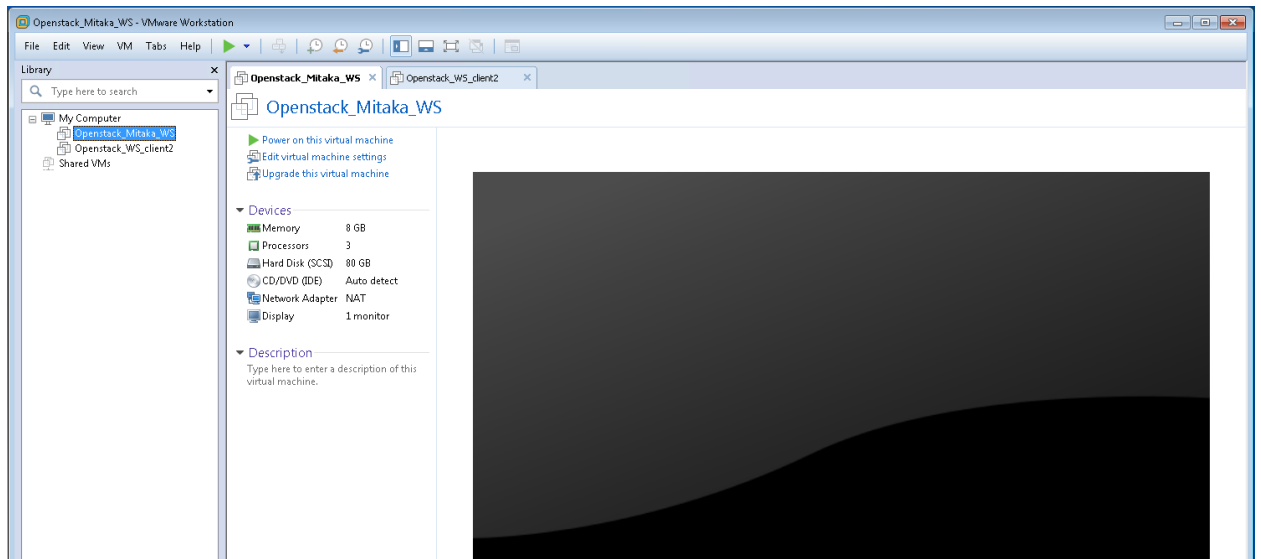 Openstack_Mitaka_WS - VMware Workstation
File Edit View VM Tabs Help
Library
Type here to search
My Computer
Openstack_Mitaka_WS
Openstack_WS_client2
Shared VMs
Openstack_Mitaka_WS
Openstack_WS_client2
Openstack_Mitaka_WS
Power on this virtual machine
Edit virtual machine settings
Upgrade this virtual machine
Devices
Memory 8 GB
Processors 3
Hard Disk (SCSI) 80 GB
CD/DVD (IDE) Auto detect
Network Adapter NAT
Display 1 monitor
Description
Type here to enter a description of this
virtual machine.